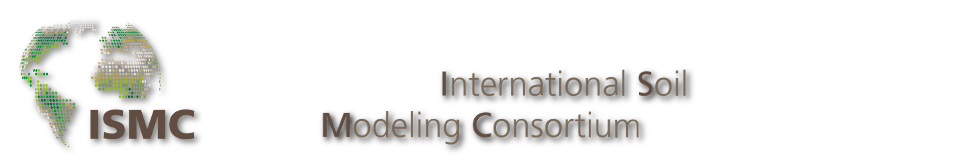 International Soil
ISMC
Modeling Consortium